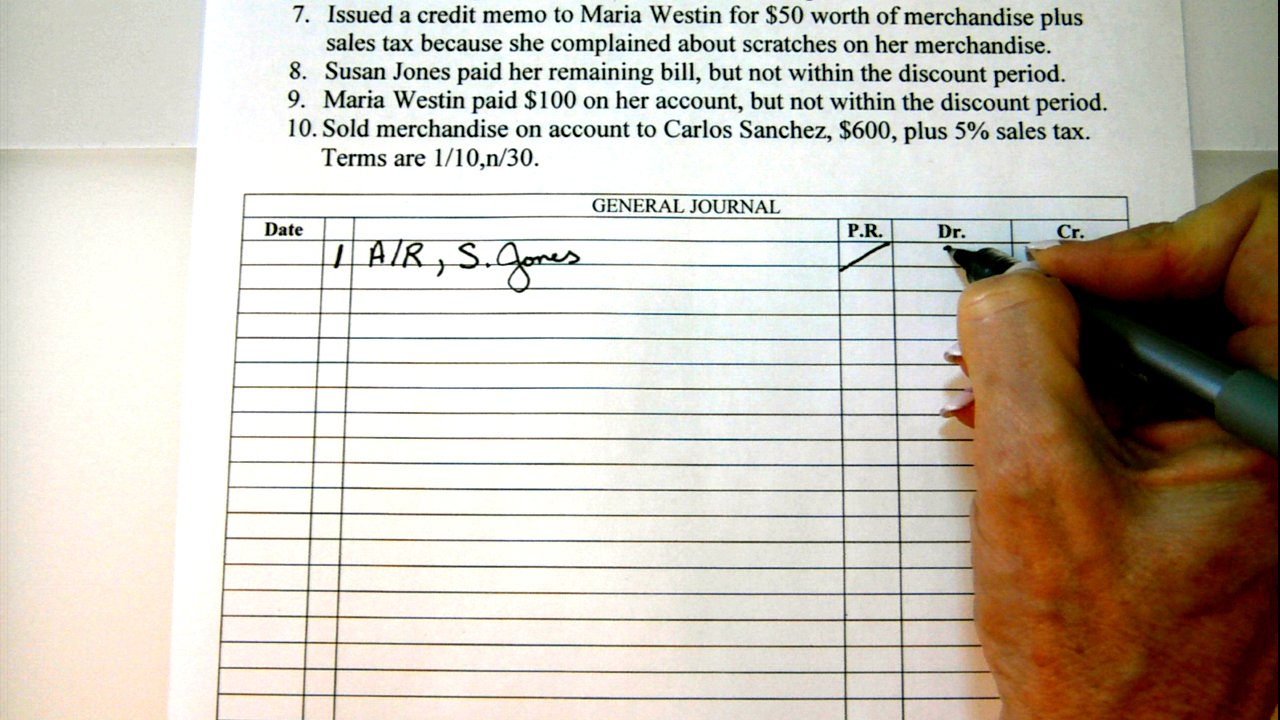 7. Issued a credit memo to Maria Westin for $50 worth of merchandise plus
sales tax because she complained about scratches on her merchandise.
8. Susan Jones paid her remaining bill, but not within the discount period.
9. Maria Westin paid $100 on her account, but not within the discount period.
10. Sold merchandise on account to Carlos Sanchez, $600, plus 5% sales tax.
Terms are 1/10,n/30.
GENERAL JOURNAL
Date P.R. Dr. Cr.
1 A/R, S. Jones